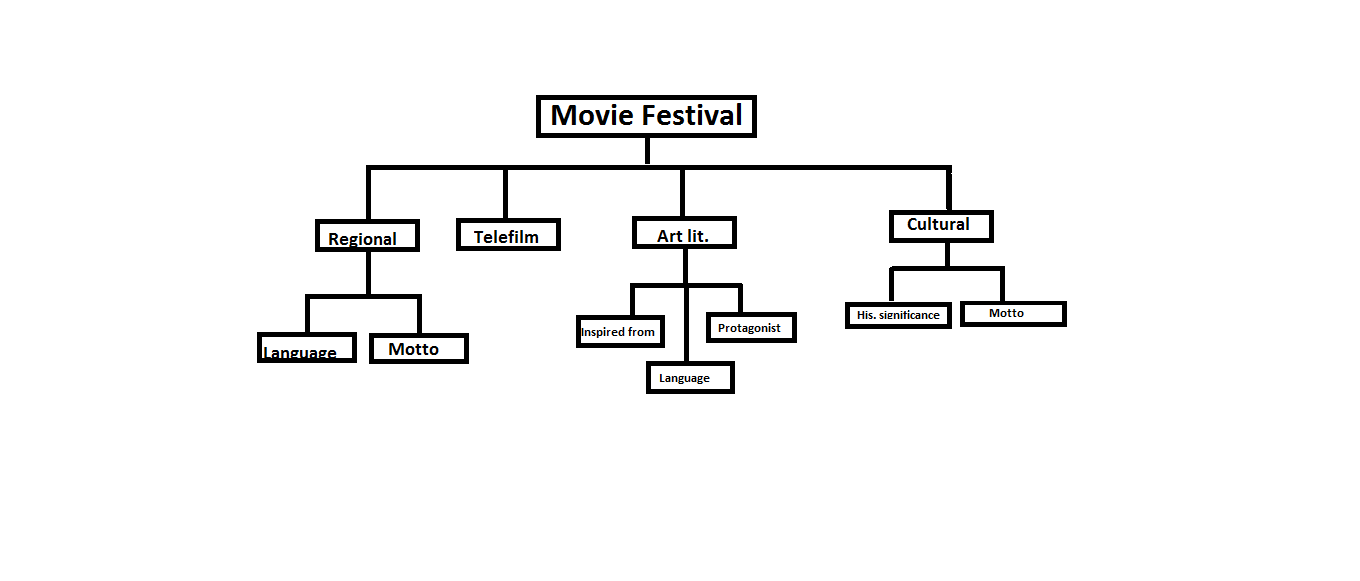 Movie Festival
Regional
Telefilm
Art lit.
Cultural
Language
Motto
Inspired from
Language
Protagonist
His. significance
Motto